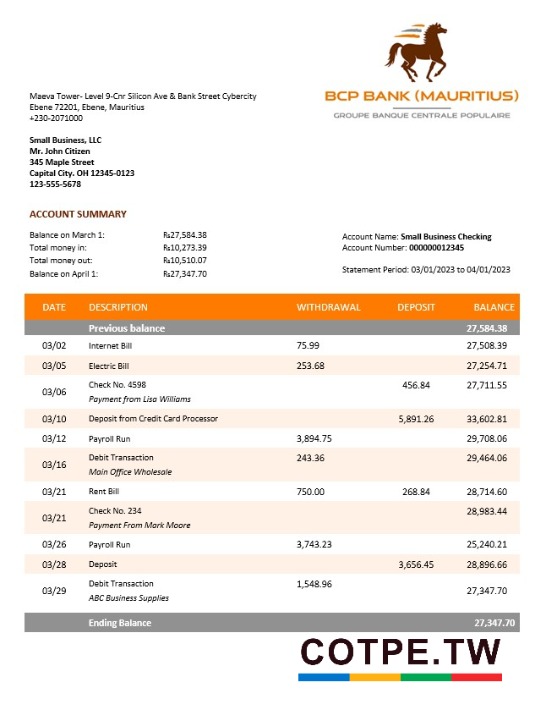 BCP BANK (MAURITIUS)
GROUPE BANQUE CENTRALE POPULAIRE
Maeva Tower- Level 9-Cnr Silicon Ave & Bank Street Cybercity
Ebene 72201, Ebene, Mauritius
+230-2071000
Small Business, LLC
Mr. John Citizen
345 Maple Street
Capital City. OH 12345-0123
123-555-5678
ACCOUNT SUMMARY
Balance on March 1: ₨27,584.38
Total money in: ₨10,273.39
Total money out: ₨10,510.07
Balance on April 1: ₨27,347.70
Account Name: Small Business Checking
Account Number: 000000012345
Statement Period: 03/01/2023 to 04/01/2023
DATE DESCRIPTION WITHDRAWAL DEPOSIT BALANCE
Previous balance 27,584.38
03/02 Internet Bill 75.99 27,508.39
03/05 Electric Bill 253.68 27,254.71
03/06 Check No. 4598 456.84 27,711.55
Payment from Lisa Williams
03/10 Deposit from Credit Card Processor 5,891.26 33,602.81
03/12 Payroll Run 3,894.75 29,708.06
03/16 Debit Transaction 243.36 29,464.06
Main Office Wholesale
03/21 Rent Bill 750.00 268.84 28,714.60
03/21 Check No. 234 28,983.44
Payment From Mark Moore
03/26 Payroll Run 3,743.23 25,240.21
03/28 Deposit 3,656.45 28,896.66
03/29 Debit Transaction 1,548.96 27,347.70
ABC Business Supplies
Ending Balance 27,347.70
COTPE.TW